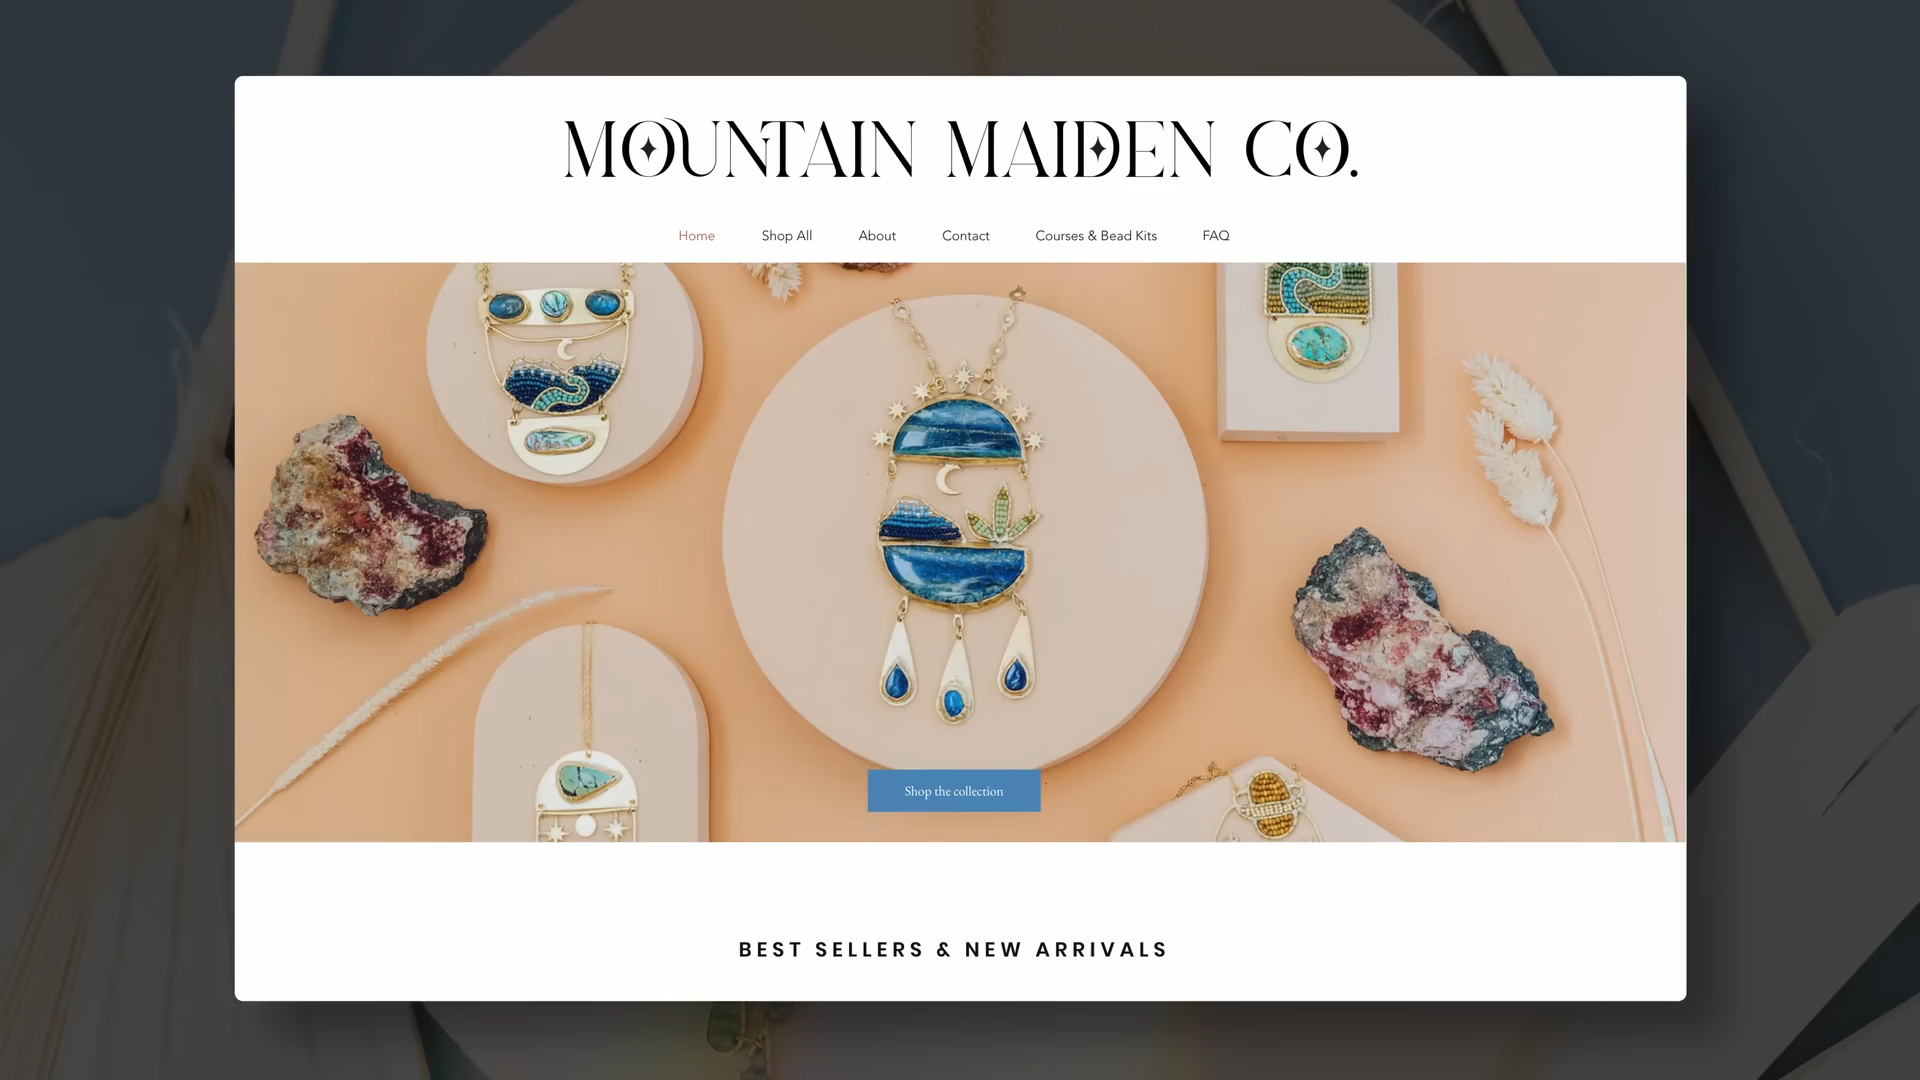 MOUNTAIN MAIDEN CO.
Home Shop All About Contact Courses & Bead Kits FAQ
Shop the collection
BEST SELLERS & NEW ARRIVALS